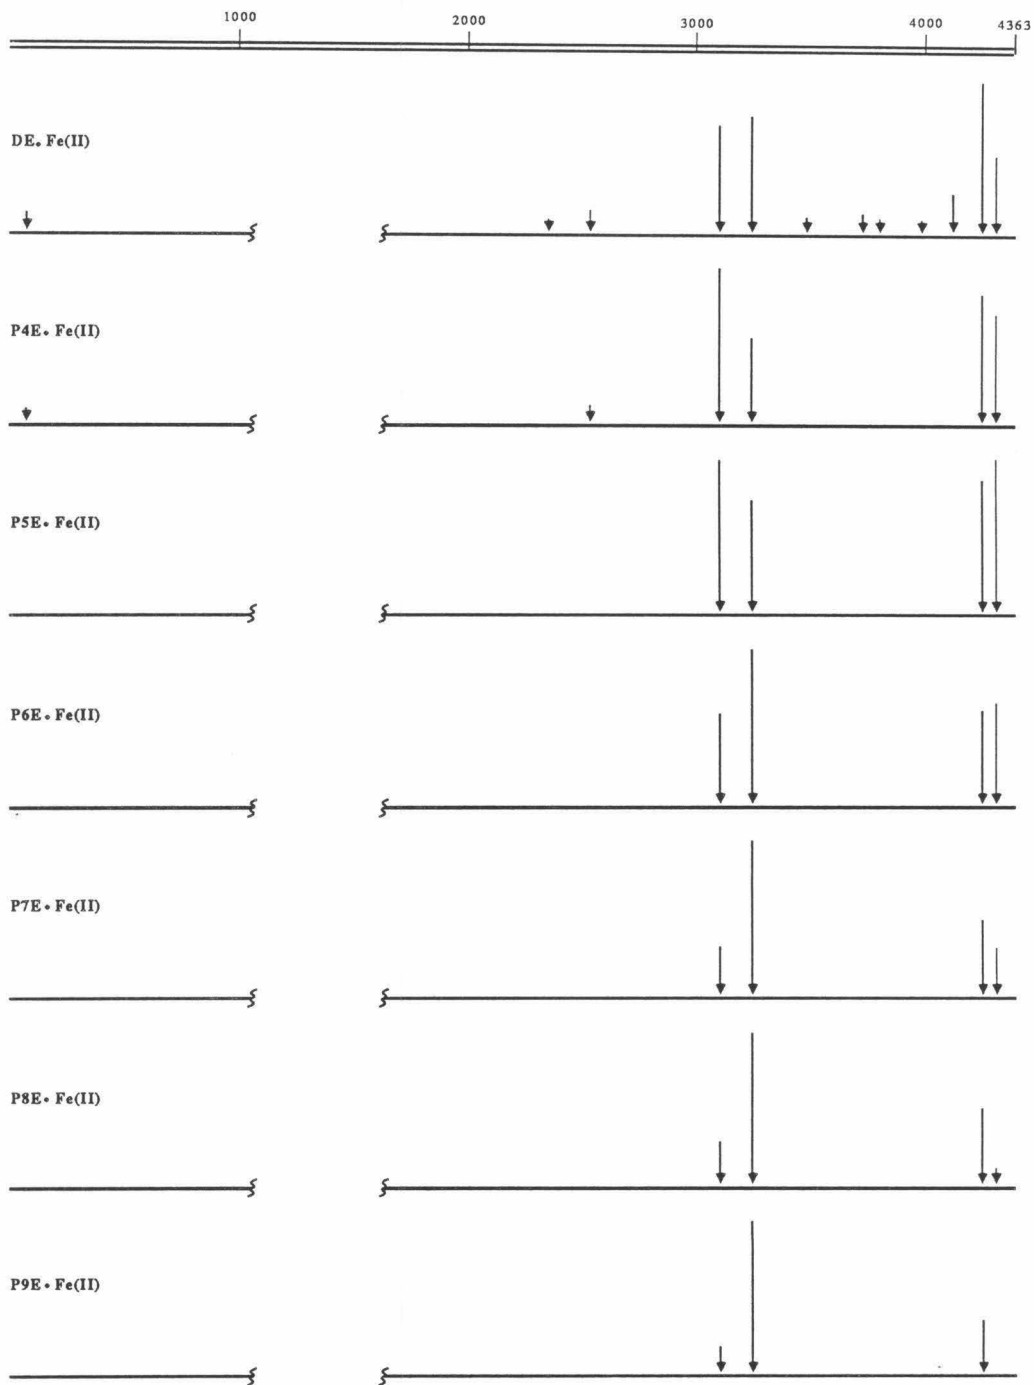 1000 2000 3000 4000 4363
DE• Fe(II)
P4E• Fe(II)
P5E• Fe(II)
P6E• Fe(II)
P7E• Fe(II)
P8E• Fe(II)
P9E• Fe(II)